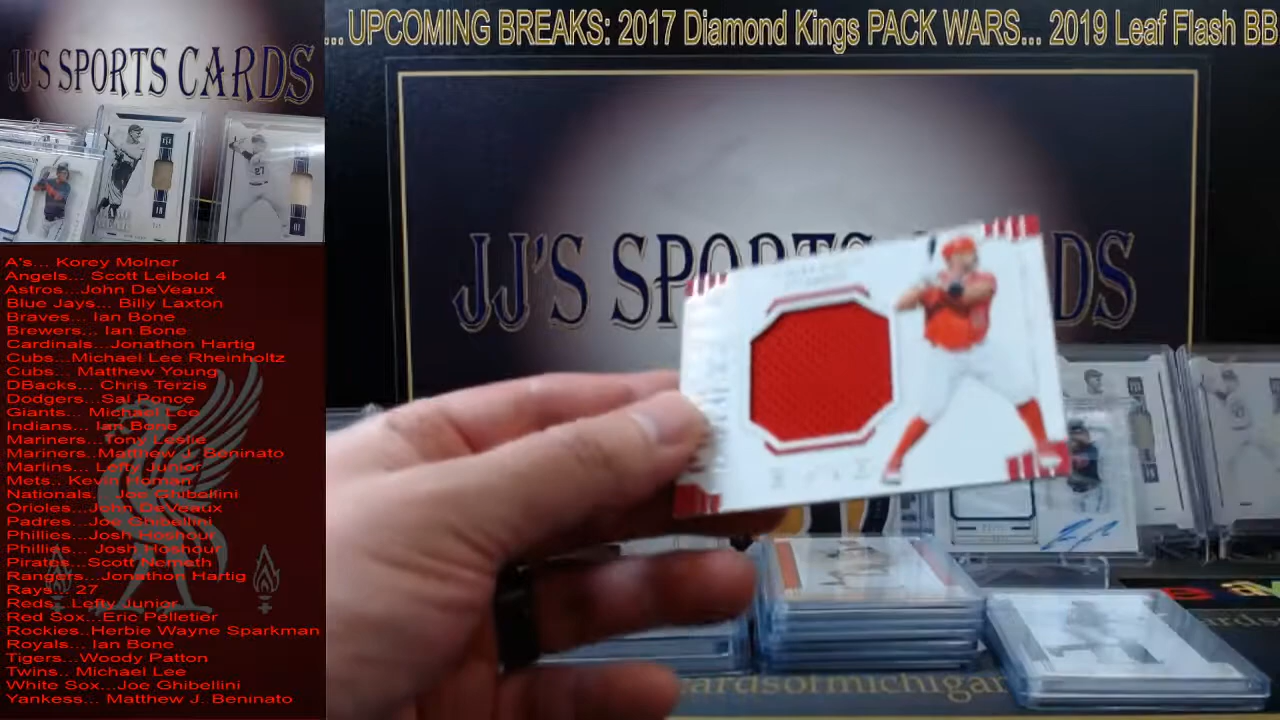 ...UPCOMING BREAKS: 2017 Diamond Kings PACK WARS... 2019 Leaf Flash BB
JJ'S SPORTS CARDS
27
JJ'S SPORTS CARDS
A's... Korey Molner
Angels... Scott Leibold 4
Astros...John DeVeaux
Blue Jays... Billy Laxton
Braves... Ian Bone
Brewers... Ian Bone
Cardinals...Jonathon Hartig
Cubs...Michael Lee Rheinholtz
Cubs... Matthew Young
DBacks... Chris Terzis
Dodgers...Sal Ponce
Giants... Michael Lee
Indians... Ian Bone
Mariners...Tony Leslie
Mariners..Matthew J. Beninato
Marlins... Lefty Junior
Mets.. Kevin Homan
Nationals... Joe Ghibellini
Orioles...John DeVeaux
Padres...Joe Ghibellini
Phillies... Josh Hoshour
Phillies... Josh Hoshour
Pirates...Scott Nemeth
Rangers...Jonathon Hartig
Rays... 27
Reds...Lefty Junior
Red Sox...Eric Pelletier
Rockies..Herbie Wayne Sparkman
Royals... Ian Bone
Tigers...Woody Patton
Twins.. Michael Lee
White Sox...Joe Ghibellini
Yankess... Matthew J. Beninato
cardsofmichigan